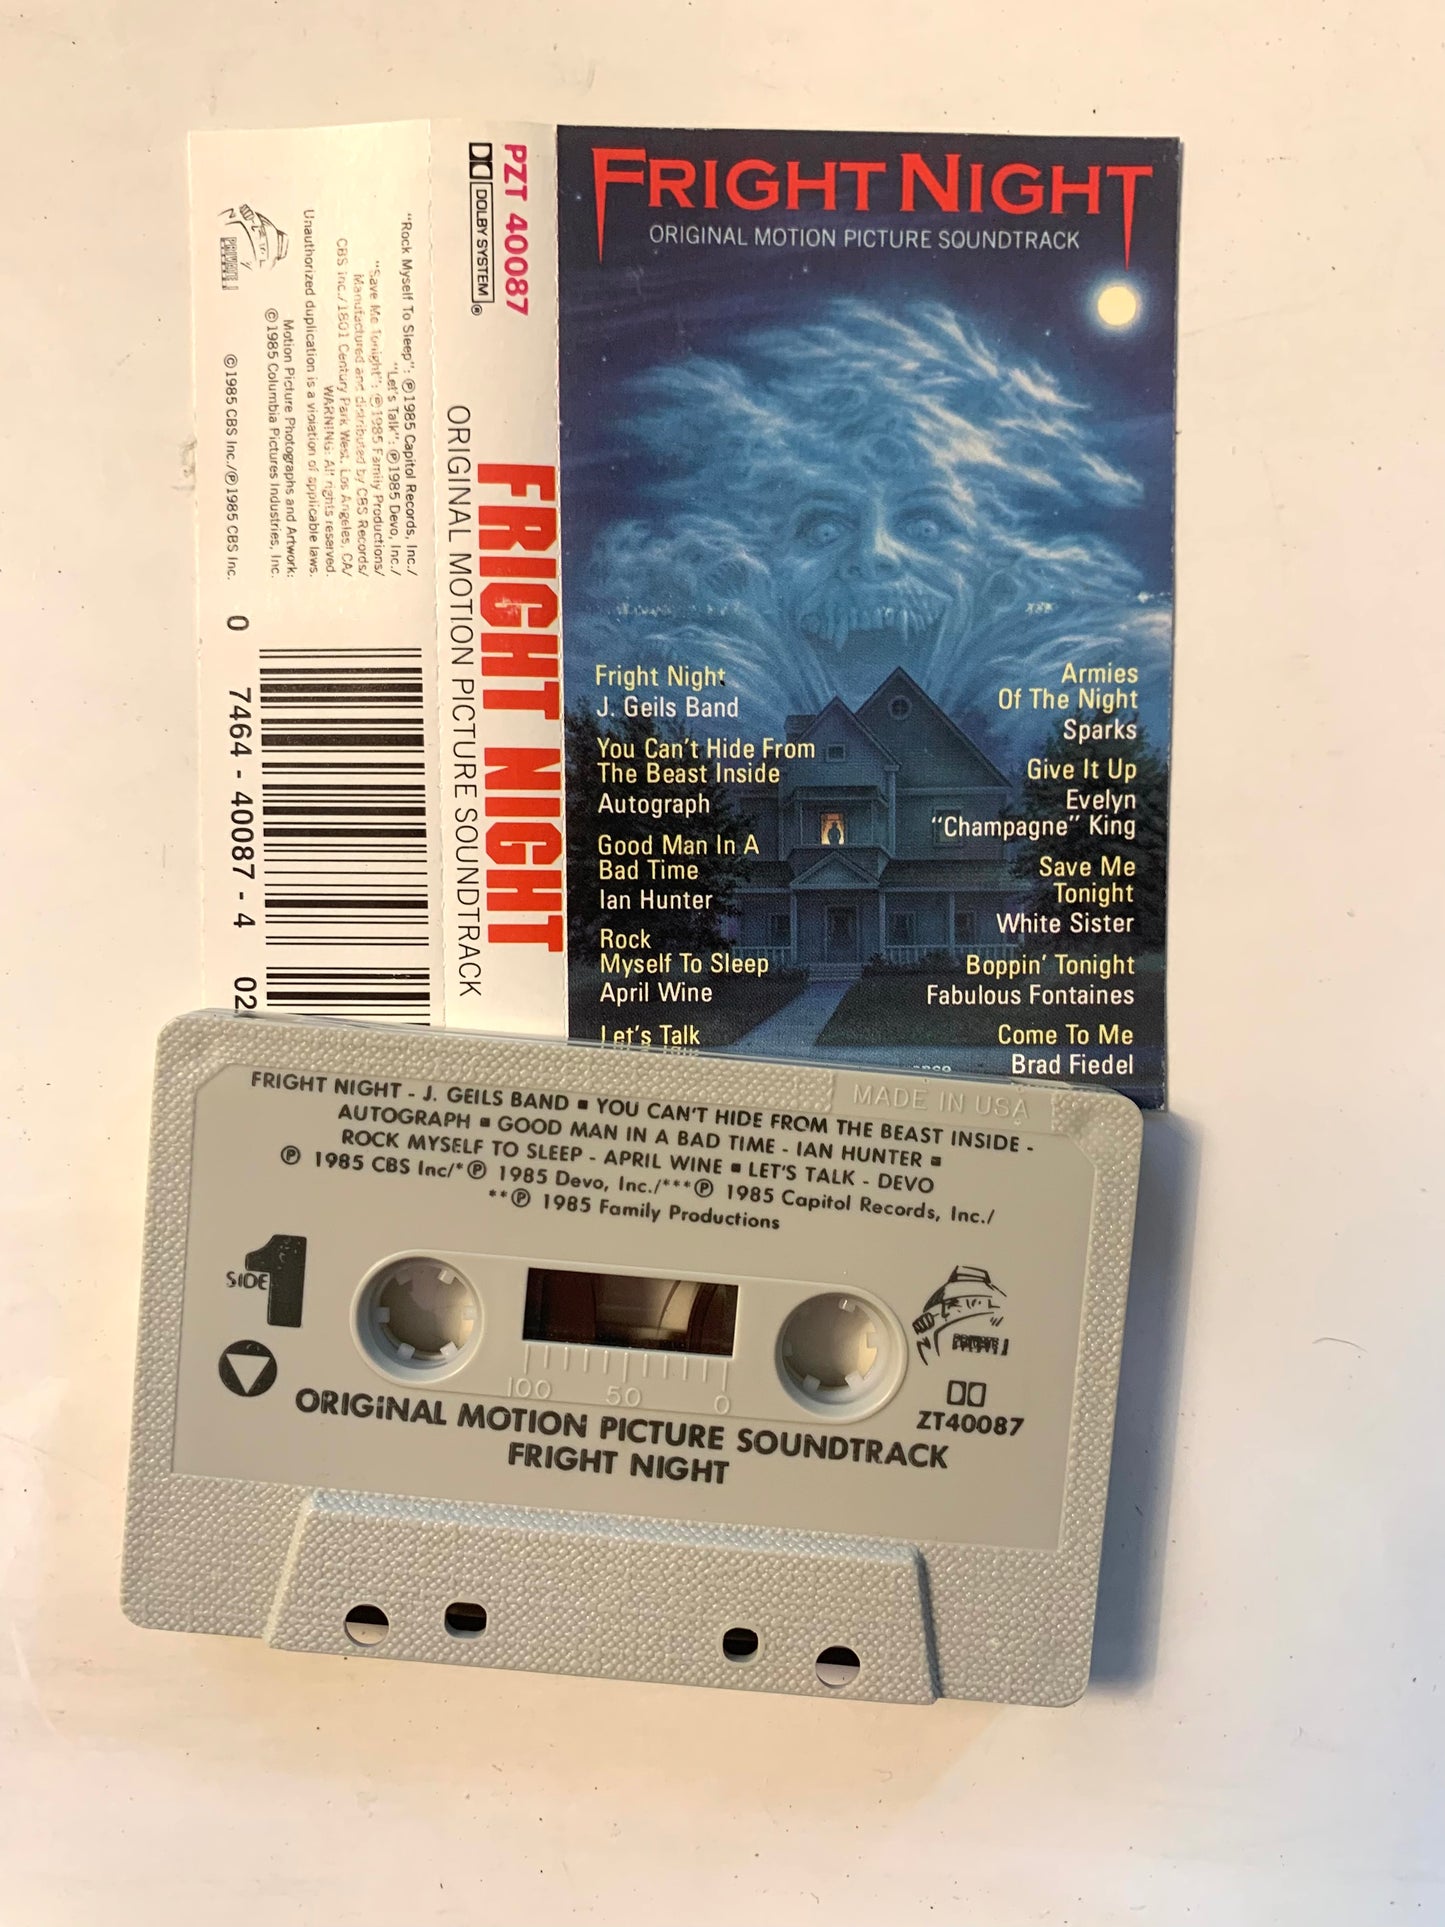 FRIGHT NIGHT
ORIGINAL MOTION PICTURE SOUNDTRACK
Fright Night
J. Geils Band
You Can't Hide From
The Beast Inside
Autograph
Good Man In A
Bad Time
Ian Hunter
Rock
Myself To Sleep
April Wine
Let's Talk
Armies
Of The Night
Sparks
Give It Up
Evelyn
"Champagne" King
Save Me
Tonight
White Sister
Boppin' Tonight
Fabulous Fontaines
Come To Me
Brad Fiedel
PZT 40087
DOLBY SYSTEM®
FRIGHT NIGHT
ORIGINAL MOTION PICTURE SOUNDTRACK
"Rock Myself To Sleep": ℗1985 Capitol Records, Inc./
"Let's Talk": ℗1985 Devo, Inc./
"Save Me Tonight": ℗1985 Family Productions/
Manufactured and distributed by CBS Records/
CBS Inc./1801 Century Park West, Los Angeles, CA/
WARNING: All rights reserved.
Unauthorized duplication is a violation of applicable laws.
Motion Picture Photographs and Artwork:
©1985 Columbia Pictures Industries, Inc.
©1985 CBS Inc./℗1985 CBS Inc.
PRIVATE I
0 7464-40087-4 02
MADE IN USA
FRIGHT NIGHT - J. GEILS BAND ■ YOU CAN'T HIDE FROM THE BEAST INSIDE -
AUTOGRAPH ■ GOOD MAN IN A BAD TIME - IAN HUNTER ■
ROCK MYSELF TO SLEEP - APRIL WINE ■ LET'S TALK - DEVO
℗ 1985 CBS Inc/*℗ 1985 Devo, Inc./***℗ 1985 Capitol Records, Inc./
**℗ 1985 Family Productions
SIDE 1
100 50 0
PRIVATE I
ZT40087
ORIGINAL MOTION PICTURE SOUNDTRACK
FRIGHT NIGHT